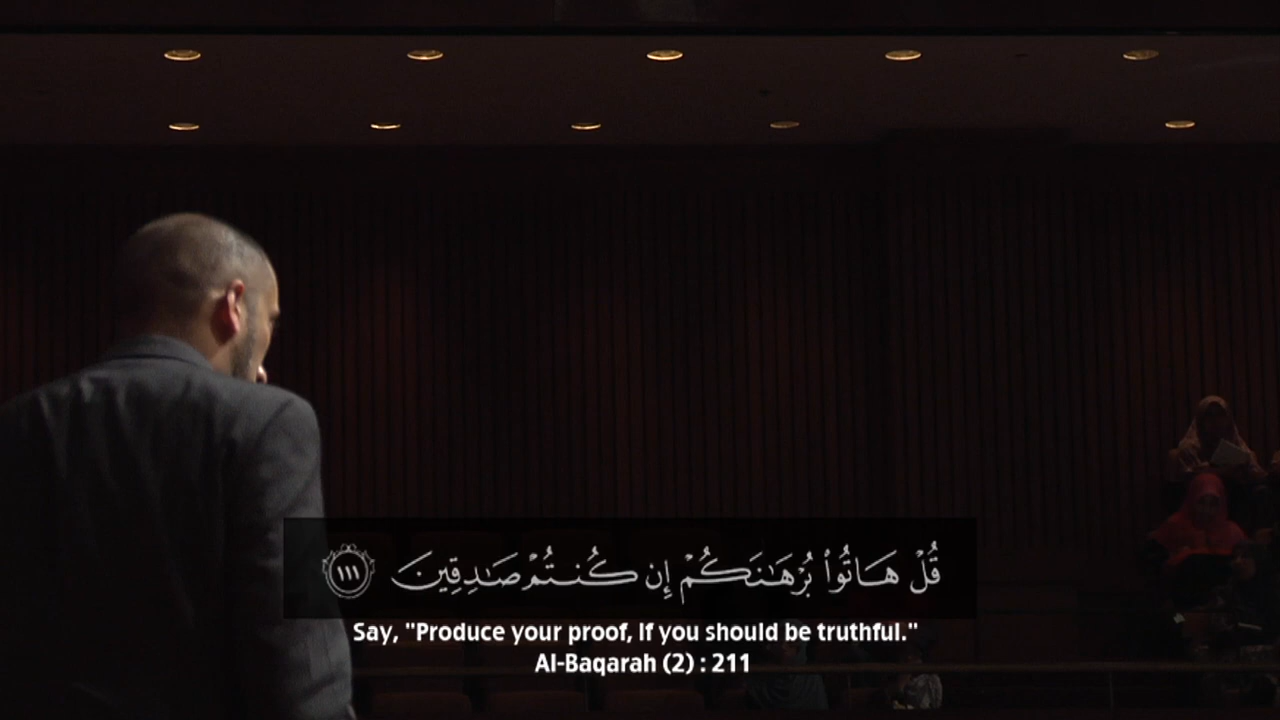 قُلْ هَاتُوا۟ بُرْهَـٰنَكُمْ إِن كُنتُمْ صَـٰدِقِينَ ١١١
Say, "Produce your proof, If you should be truthful."
Al-Baqarah (2) : 211